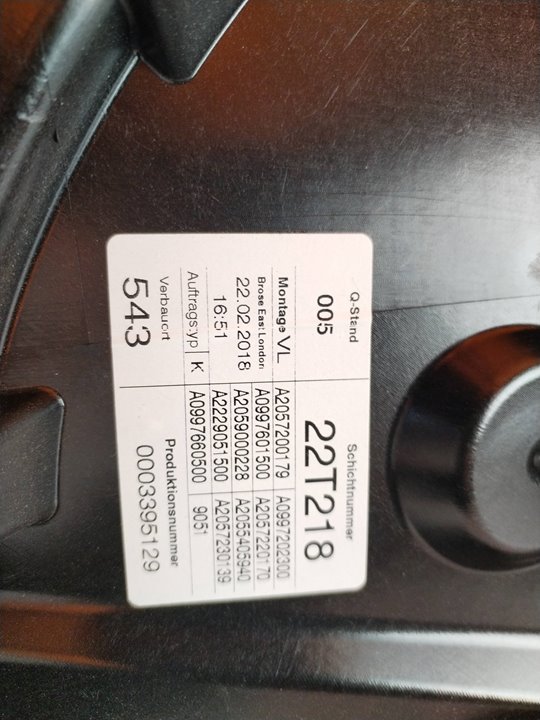 Q-Stand
005
Schichtnummer
22T218
Montage VL
Brose East London
22.02.2018
16:51
Auftragstyp K
A2057200179 A0997202300
A0997601500 A2057220170
A2059000228 A2055405940
A2229051500 A2057230139
A0997660500 9051
Verbauort
543
Produktionsnummer
0003395129